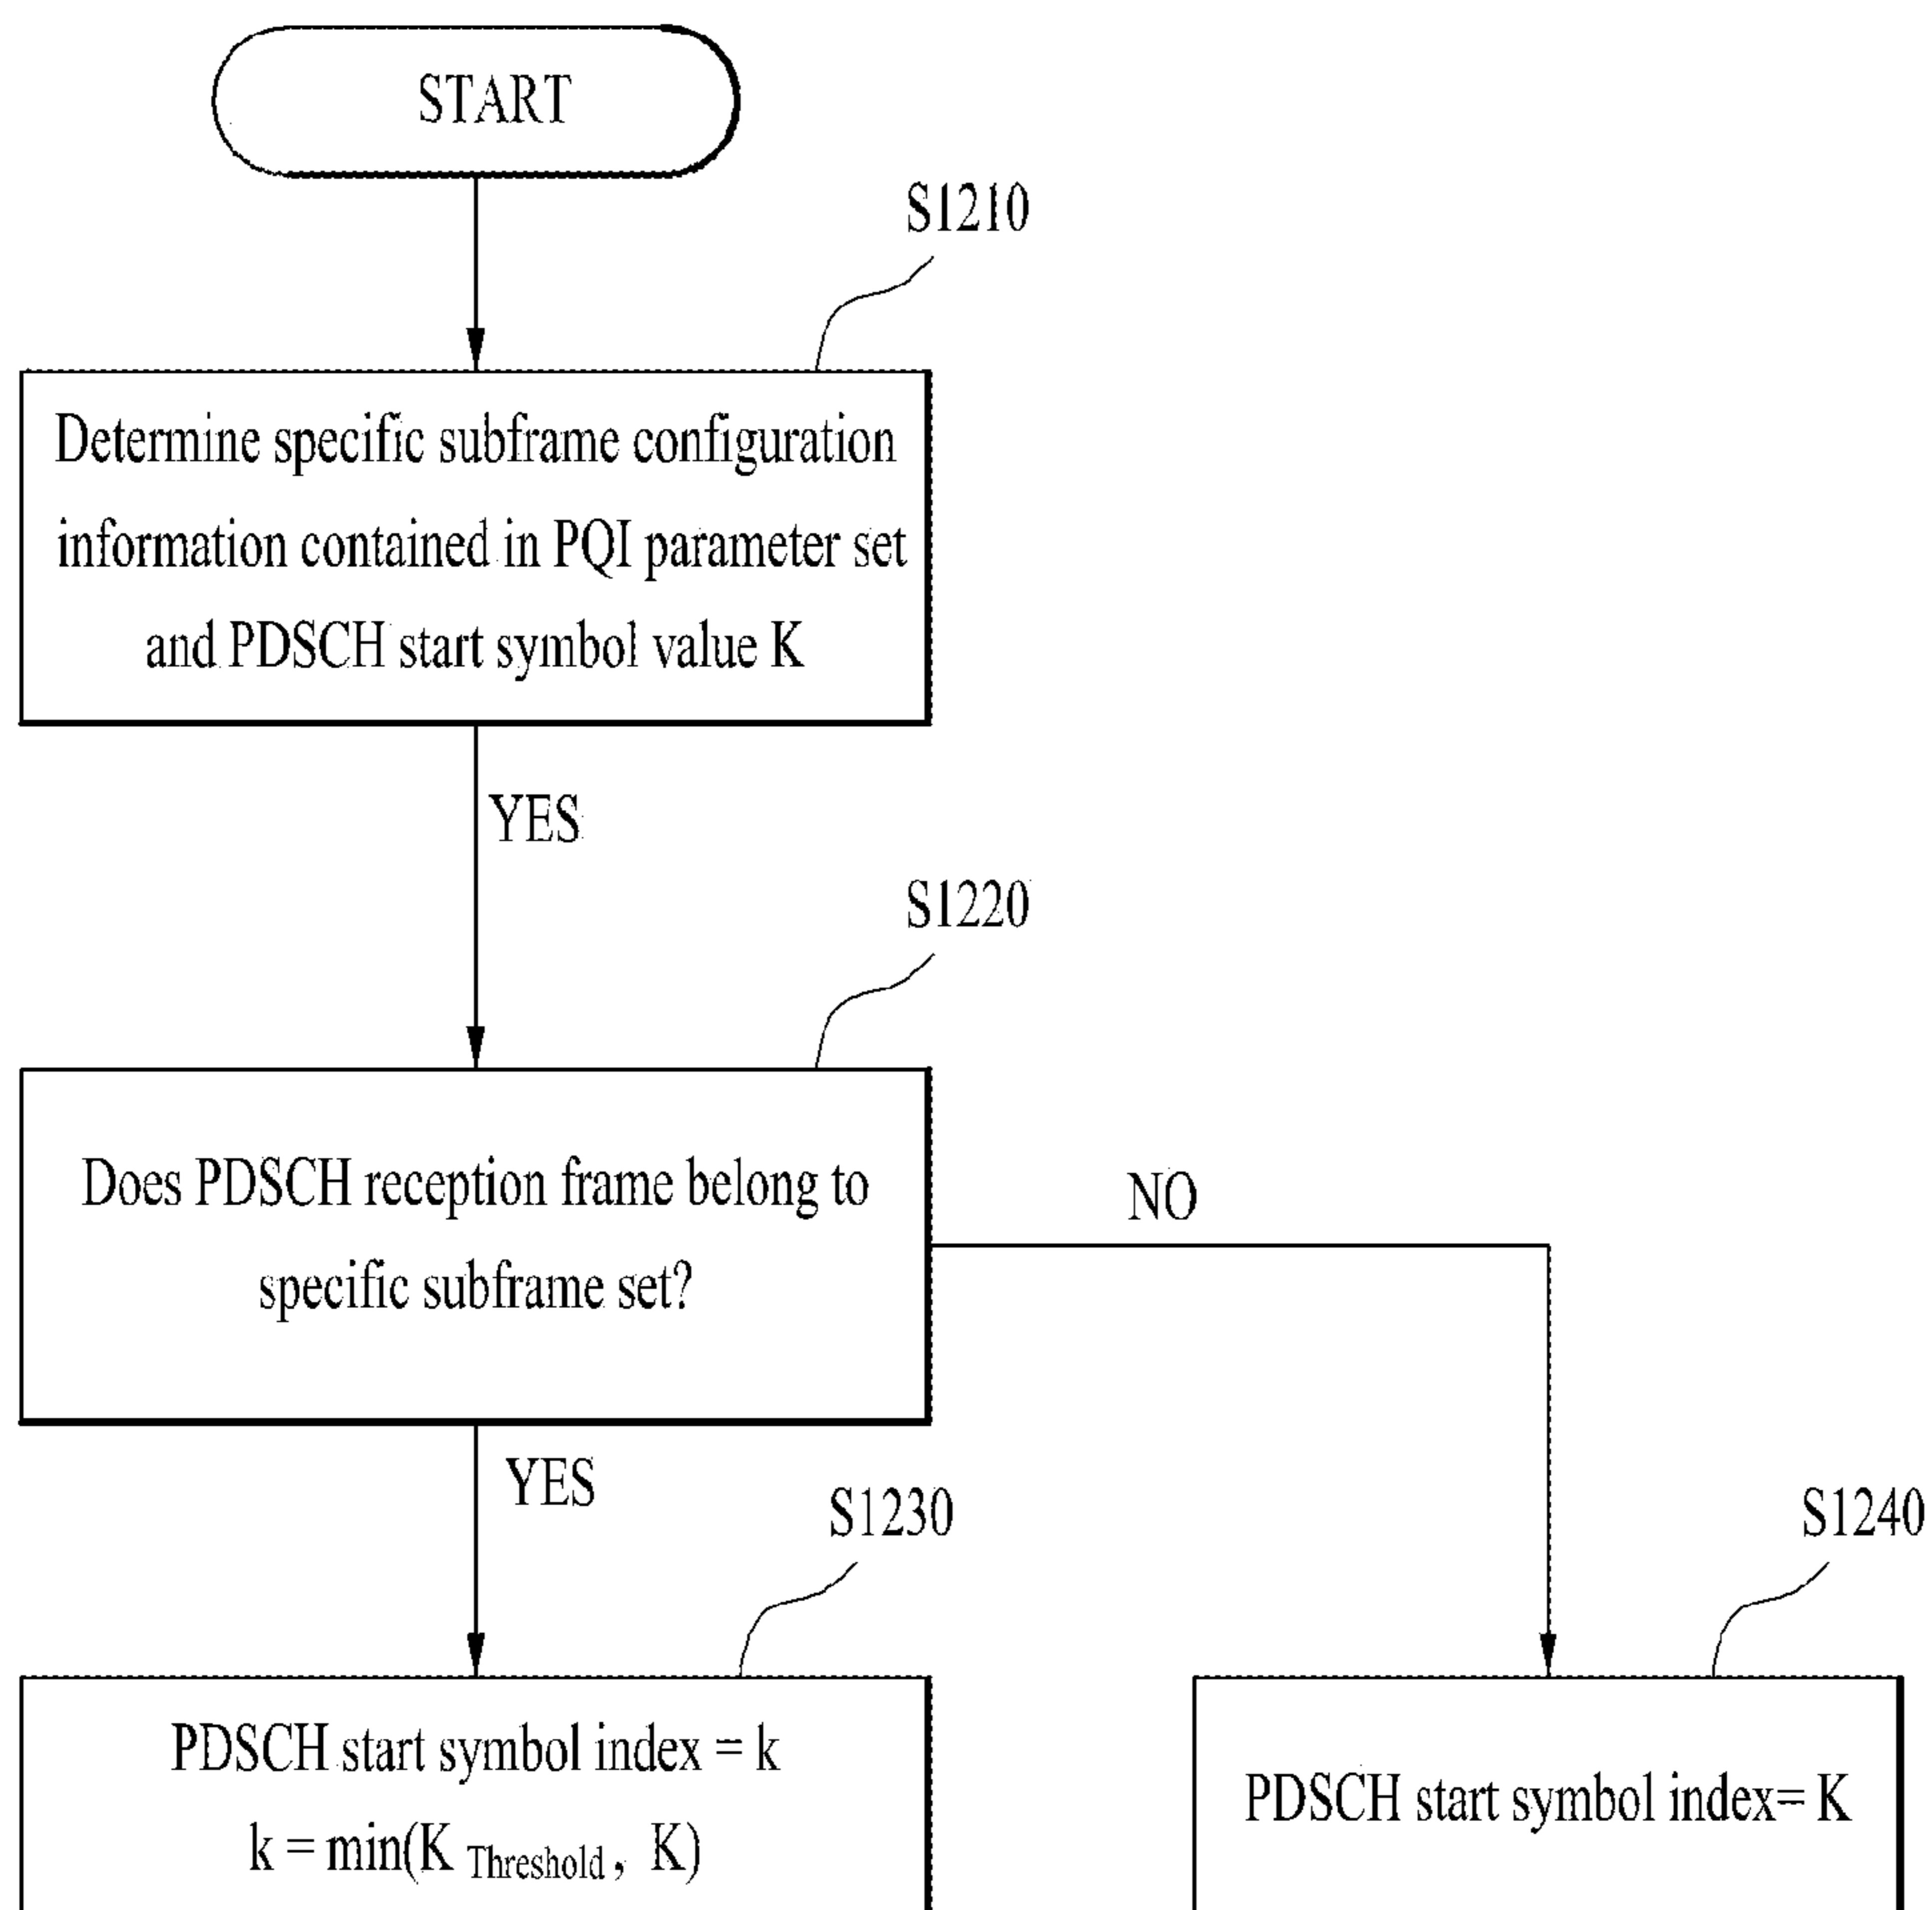 START
S1210
Determine specific subframe configuration
information contained in PQI parameter set
and PDSCH start symbol value K
YES
S1220
Does PDSCH reception frame belong to
specific subframe set?
NO
YES
S1230
S1240
PDSCH start symbol index = k
k = min(K Threshold, K)
PDSCH start symbol index= K